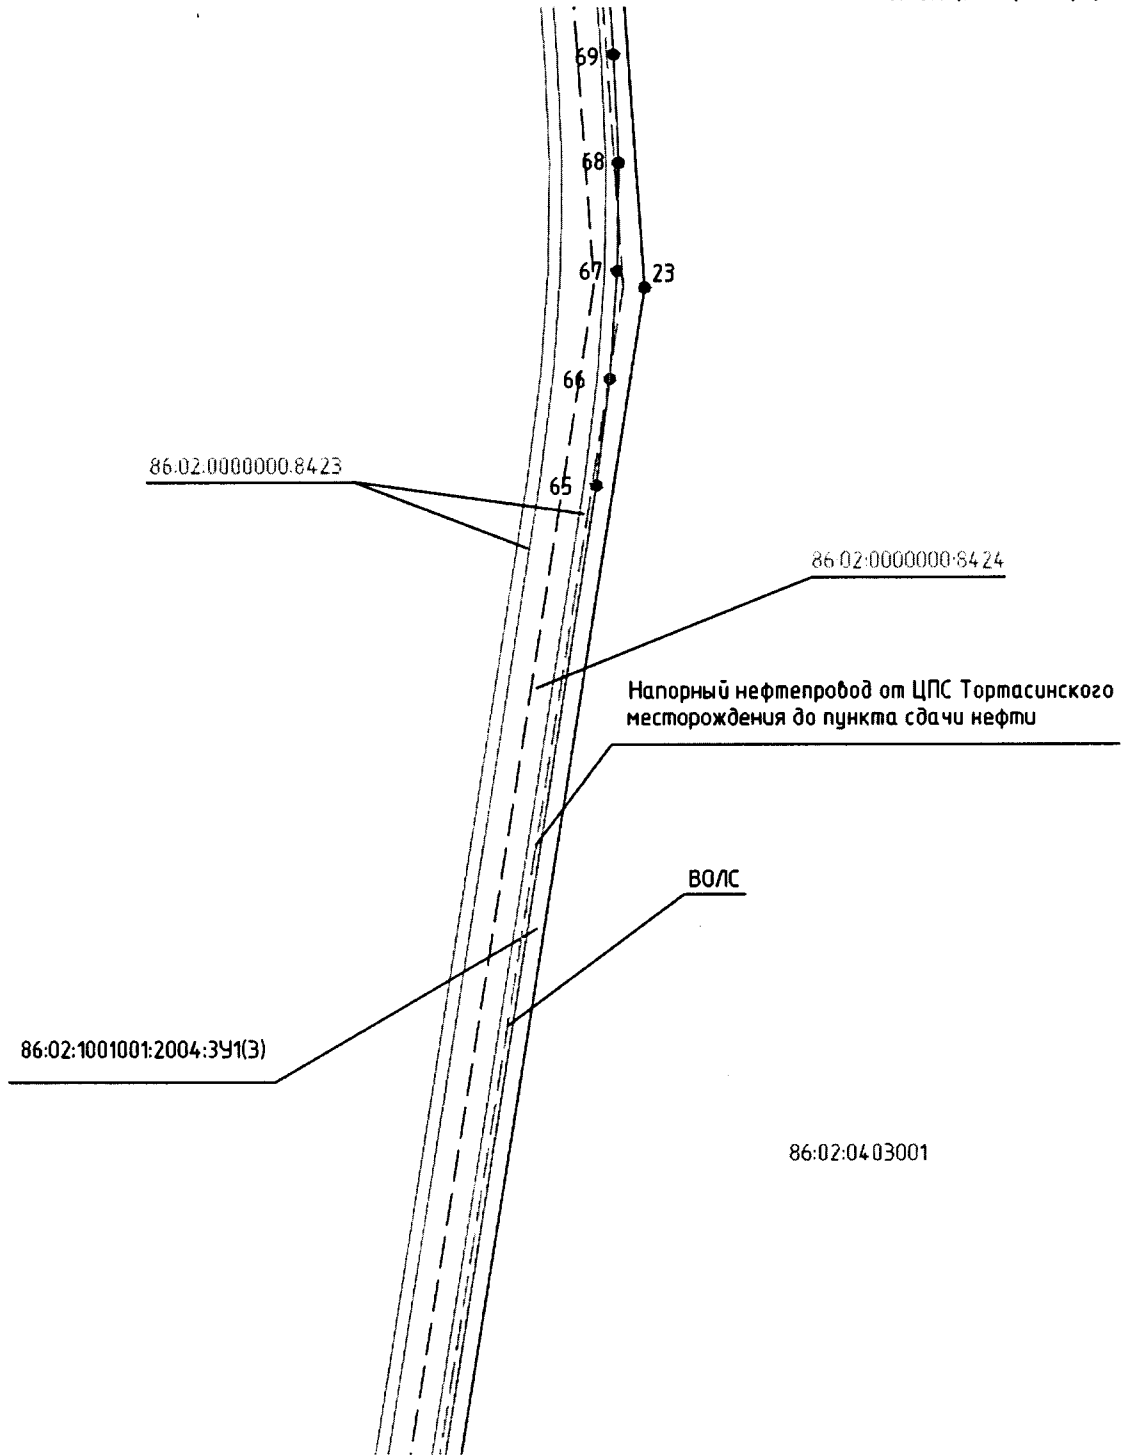 69
68
67
23
66
86:02:0000000:8423
65
86:02:0000000:8424
Напорный нефтепровод от ЦПС Тортасинского
месторождения до пункта сдачи нефти
ВОЛС
86:02:1001001:2004:ЗУ1(3)
86:02:0403001